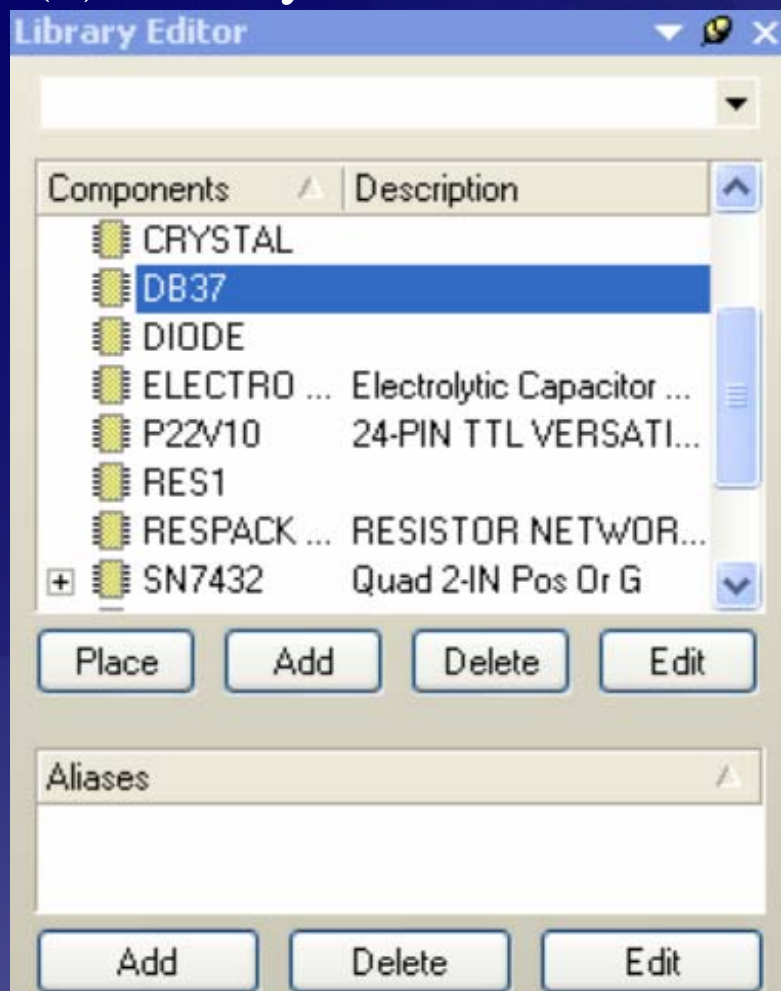 Library Editor
Components Description
CRYSTAL
DB37
DIODE
ELECTRO ... Electrolytic Capacitor ...
P22V10 24-PIN TTL VERSATI...
RES1
RESPACK ... RESISTOR NETWOR...
SN7432 Quad 2-IN Pos Or G
Place Add Delete Edit
Aliases
Add Delete Edit